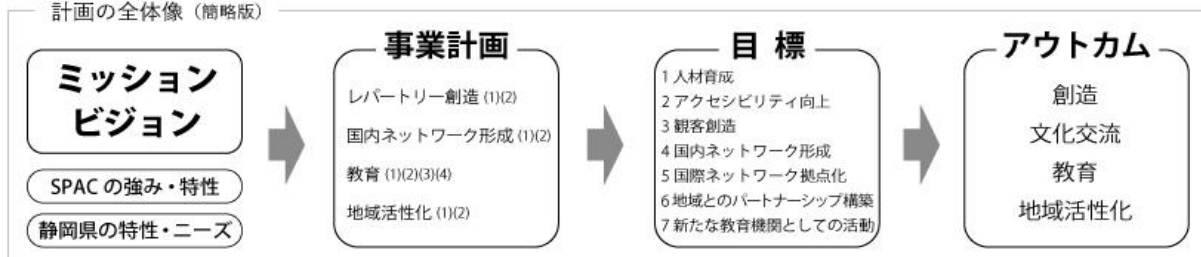 計画の全体像（簡略版）
ミッション
ビジョン
SPAC の強み・特性
静岡県の特性・ニーズ
事業計画
レパートリー創造 (1)(2)
国内ネットワーク形成 (1)(2)
教育 (1)(2)(3)(4)
地域活性化 (1)(2)
目 標
1 人材育成
2 アクセシビリティ向上
3 観客創造
4 国内ネットワーク形成
5 国際ネットワーク拠点化
6 地域とのパートナーシップ構築
7 新たな教育機関としての活動
アウトカム
創造
文化交流
教育
地域活性化